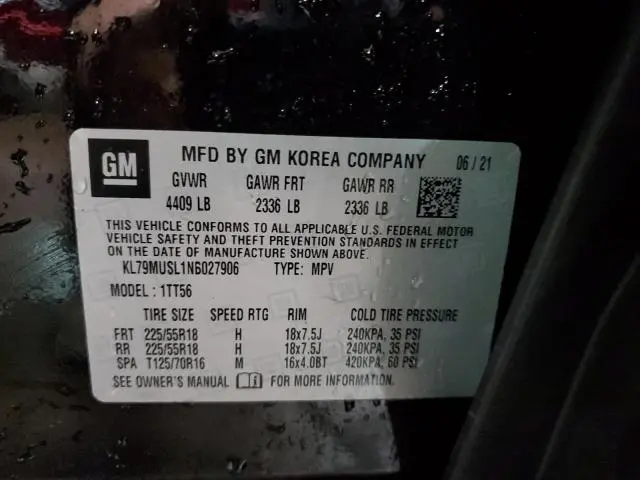 GM MFD BY GM KOREA COMPANY 06 / 21
GVWR GAWR FRT GAWR RR
4409 LB 2336 LB 2336 LB
THIS VEHICLE CONFORMS TO ALL APPLICABLE U.S. FEDERAL MOTOR
VEHICLE SAFETY AND THEFT PREVENTION STANDARDS IN EFFECT
ON THE DATE OF MANUFACTURE SHOWN ABOVE.
KL79MUSL1NB027906 TYPE: MPV
MODEL : 1TT56
TIRE SIZE SPEED RTG RIM COLD TIRE PRESSURE
FRT 225/55R18 H 18x7.5J 240KPA, 35 PSI
RR 225/55R18 H 18x7.5J 240KPA, 35 PSI
SPA T125/70R16 M 16x4.0BT 420KPA, 60 PSI
SEE OWNER'S MANUAL FOR MORE INFORMATION.